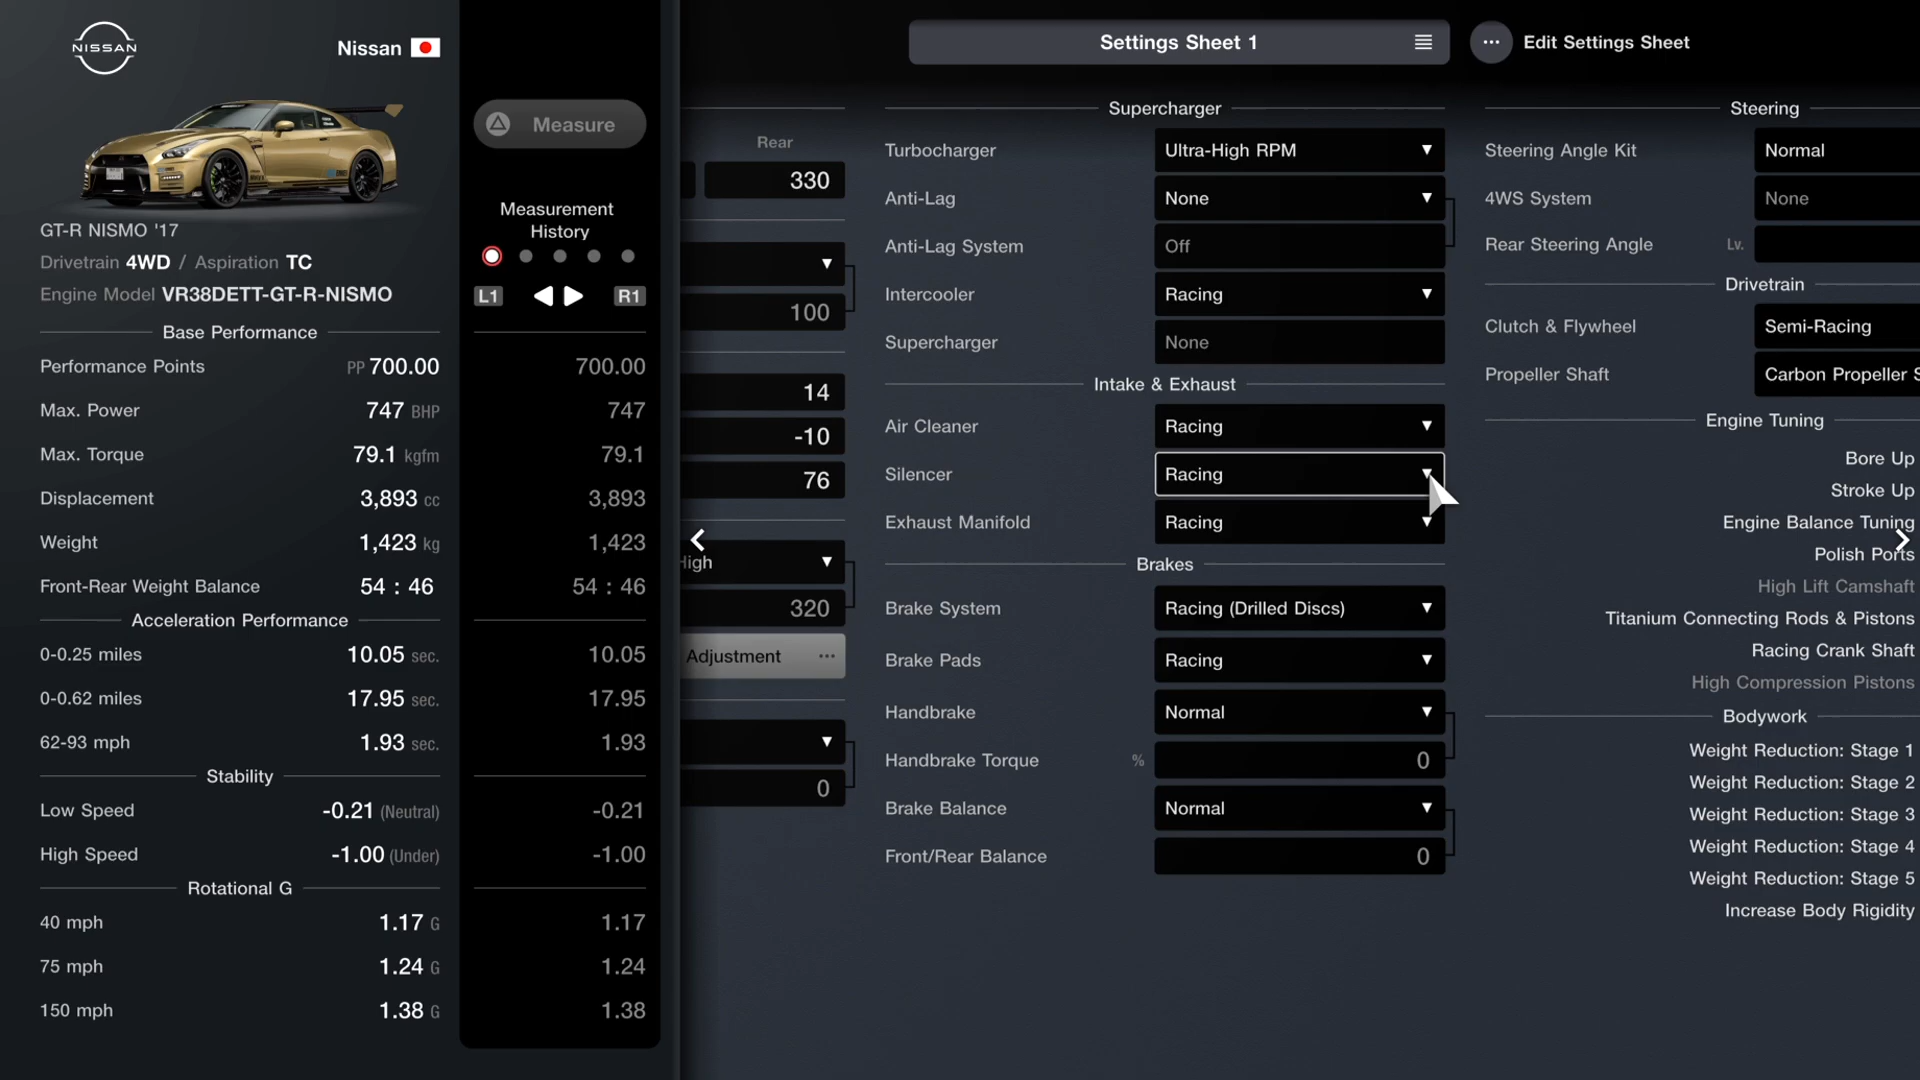 NISSAN
Nissan
GT-R NISMO '17
Drivetrain 4WD / Aspiration TC
Engine Model VR38DETT-GT-R-NISMO
Base Performance
Performance Points PP 700.00
Max. Power 747 BHP
Max. Torque 79.1 kgfm
Displacement 3,893 cc
Weight 1,423 kg
Front-Rear Weight Balance 54 : 46
Acceleration Performance
0-0.25 miles 10.05 sec.
0-0.62 miles 17.95 sec.
62-93 mph 1.93 sec.
Stability
Low Speed -0.21 (Neutral)
High Speed -1.00 (Under)
Rotational G
40 mph 1.17 G
75 mph 1.24 G
150 mph 1.38 G
Measure
Measurement
History
L1 R1
700.00
747
79.1
3,893
1,423
54 : 46
10.05
17.95
1.93
-0.21
-1.00
1.17
1.24
1.38
Settings Sheet 1
Edit Settings Sheet
Rear
330
100
14
-10
76
High
320
Adjustment
0
Supercharger
Turbocharger Ultra-High RPM
Anti-Lag None
Anti-Lag System Off
Intercooler Racing
Supercharger None
Intake & Exhaust
Air Cleaner Racing
Silencer Racing
Exhaust Manifold Racing
Brakes
Brake System Racing (Drilled Discs)
Brake Pads Racing
Handbrake Normal
Handbrake Torque % 0
Brake Balance Normal
Front/Rear Balance 0
Steering
Steering Angle Kit Normal
4WS System None
Rear Steering Angle Lv.
Drivetrain
Clutch & Flywheel Semi-Racing
Propeller Shaft Carbon Propeller S
Engine Tuning
Bore Up
Stroke Up
Engine Balance Tuning
Polish Ports
High Lift Camshaft
Titanium Connecting Rods & Pistons
Racing Crank Shaft
High Compression Pistons
Bodywork
Weight Reduction: Stage 1
Weight Reduction: Stage 2
Weight Reduction: Stage 3
Weight Reduction: Stage 4
Weight Reduction: Stage 5
Increase Body Rigidity